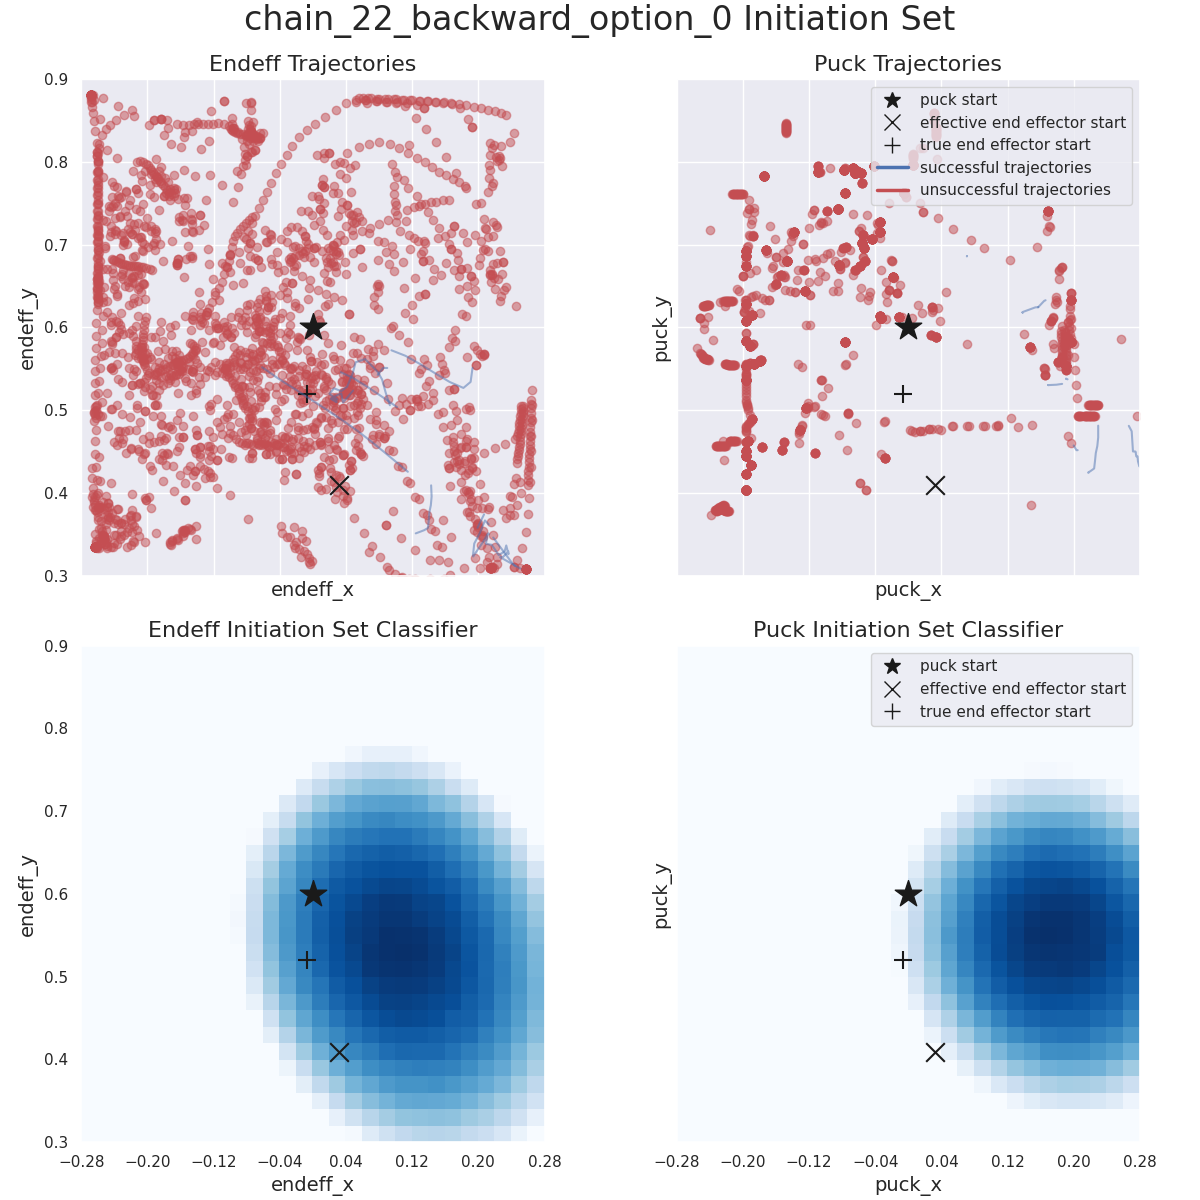 chain_22_backward_option_0 Initiation Set
Endeff Trajectories
0.9
0.8
0.7
0.6
0.5
0.4
0.3
endeff_y
endeff_x
Puck Trajectories
puck start
effective end effector start
true end effector start
successful trajectories
unsuccessful trajectories
puck_y
puck_x
Endeff Initiation Set Classifier
0.9
0.8
0.7
0.6
0.5
0.4
0.3
endeff_y
−0.28 −0.20 −0.12 −0.04 0.04 0.12 0.20 0.28
endeff_x
Puck Initiation Set Classifier
puck start
effective end effector start
true end effector start
puck_y
−0.28 −0.20 −0.12 −0.04 0.04 0.12 0.20 0.28
puck_x